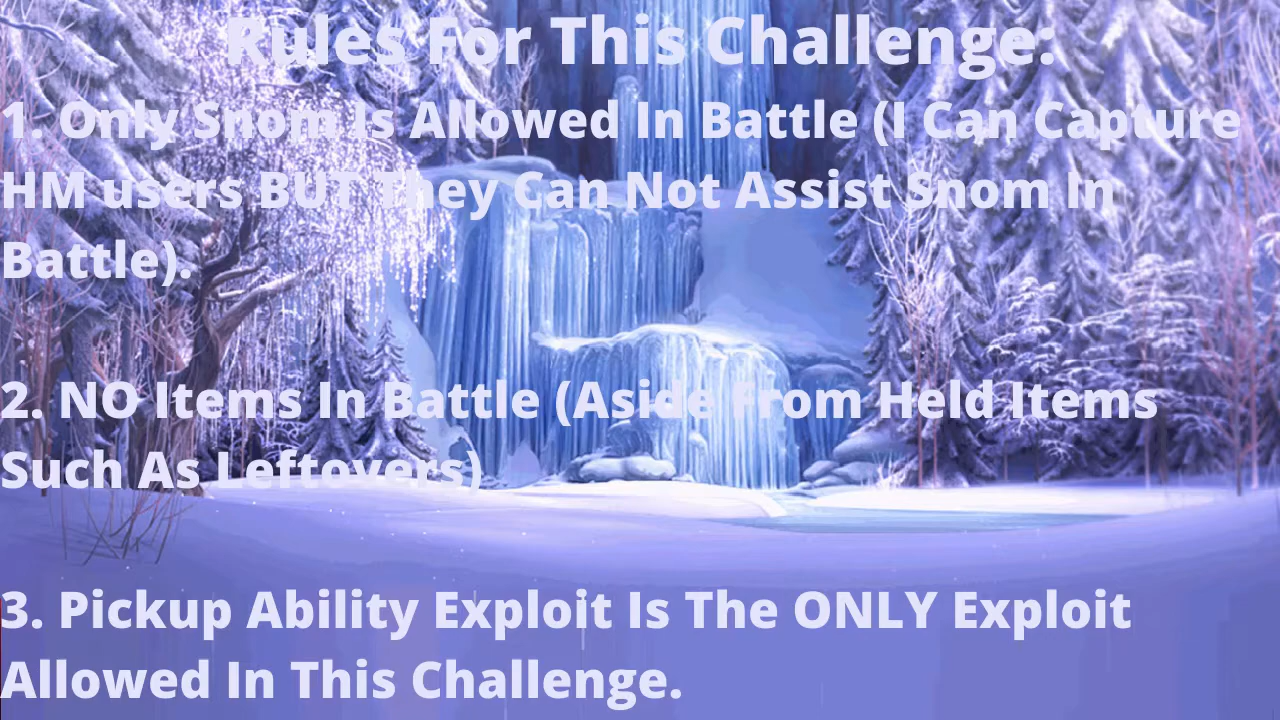 Rules For This Challenge:
1. Only Snom Is Allowed In Battle (I Can Capture
HM users BUT They Can Not Assist Snom In
Battle).
2. NO Items In Battle (Aside From Held Items
Such As Leftovers)
3. Pickup Ability Exploit Is The ONLY Exploit
Allowed In This Challenge.